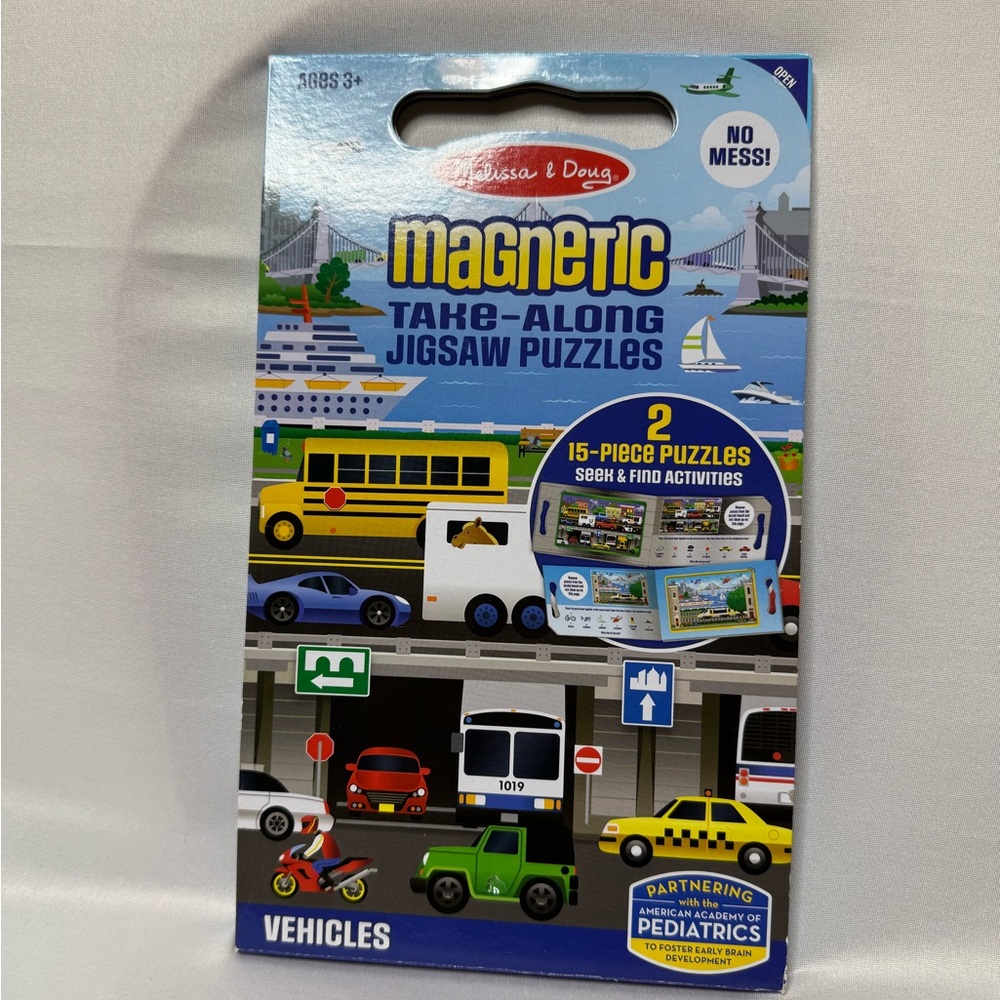 AGES 3+
OPEN
NO
MESS!
Melissa & Doug®
MAGNETIC
TAKE-ALONG
JIGSAW PUZZLES
2
15-PIECE PUZZLES
SEEK & FIND ACTIVITIES
1019
PARTNERING
with the
AMERICAN ACADEMY OF
PEDIATRICS
TO FOSTER EARLY BRAIN
DEVELOPMENT
VEHICLES